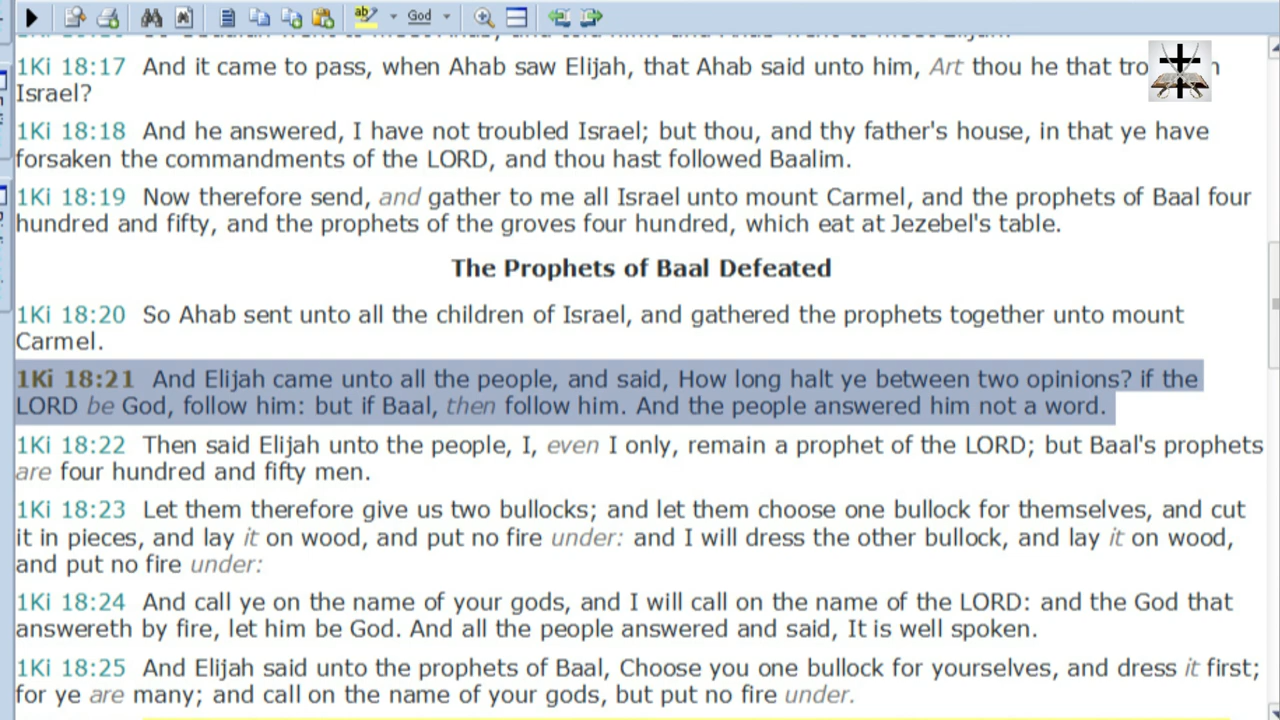 God
1Ki 18:17 And it came to pass, when Ahab saw Elijah, that Ahab said unto him, Art thou he that
Israel?
1Ki 18:18 And he answered, I have not troubled Israel; but thou, and thy father's house, in that ye have
forsaken the commandments of the LORD, and thou hast followed Baalim.
1Ki 18:19 Now therefore send, and gather to me all Israel unto mount Carmel, and the prophets of Baal four
hundred and fifty, and the prophets of the groves four hundred, which eat at Jezebel's table.
The Prophets of Baal Defeated
1Ki 18:20 So Ahab sent unto all the children of Israel, and gathered the prophets together unto mount
Carmel.
1Ki 18:21 And Elijah came unto all the people, and said, How long halt ye between two opinions? if the
LORD be God, follow him: but if Baal, then follow him. And the people answered him not a word.
1Ki 18:22 Then said Elijah unto the people, I, even I only, remain a prophet of the LORD; but Baal's prophets
are four hundred and fifty men.
1Ki 18:23 Let them therefore give us two bullocks; and let them choose one bullock for themselves, and cut
it in pieces, and lay it on wood, and put no fire under: and I will dress the other bullock, and lay it on wood,
and put no fire under:
1Ki 18:24 And call ye on the name of your gods, and I will call on the name of the LORD: and the God that
answereth by fire, let him be God. And all the people answered and said, It is well spoken.
1Ki 18:25 And Elijah said unto the prophets of Baal, Choose you one bullock for yourselves, and dress it first;
for ye are many; and call on the name of your gods, but put no fire under.